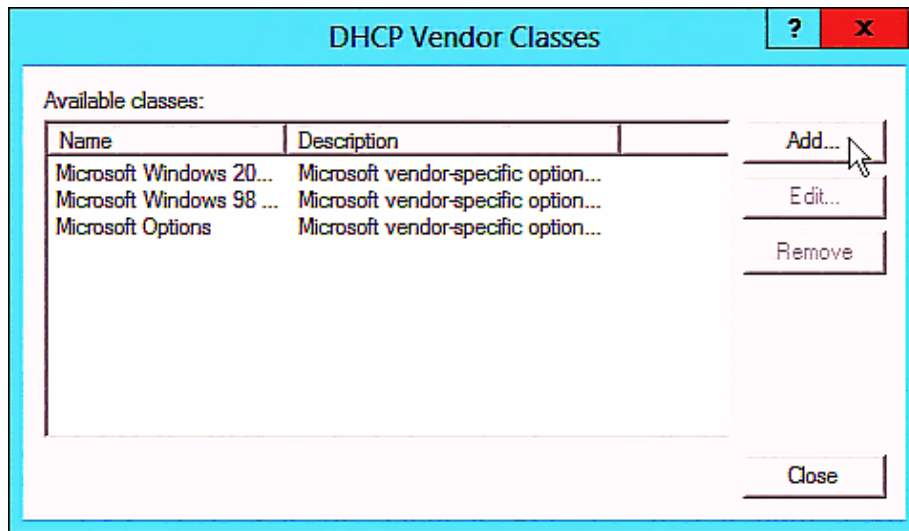 DHCP Vendor Classes ? x
Available classes:
Name Description
Microsoft Windows 20... Microsoft vendor-specific option...
Microsoft Windows 98 ... Microsoft vendor-specific option...
Microsoft Options Microsoft vendor-specific option...
Add...
Edit...
Remove
Close